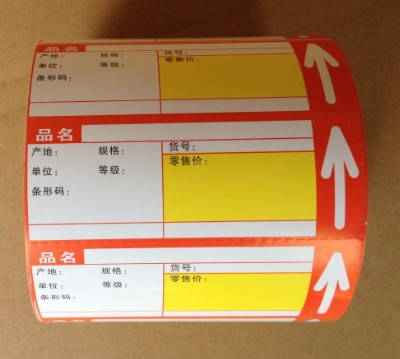 品名
产地： 规格： 货号：
单位： 等级： 零售价：
条形码：
品名
产地： 规格： 货号：
单位： 等级： 零售价：
条形码：
品名
产地： 规格： 货号：
单位： 等级： 零售价：
条形码：